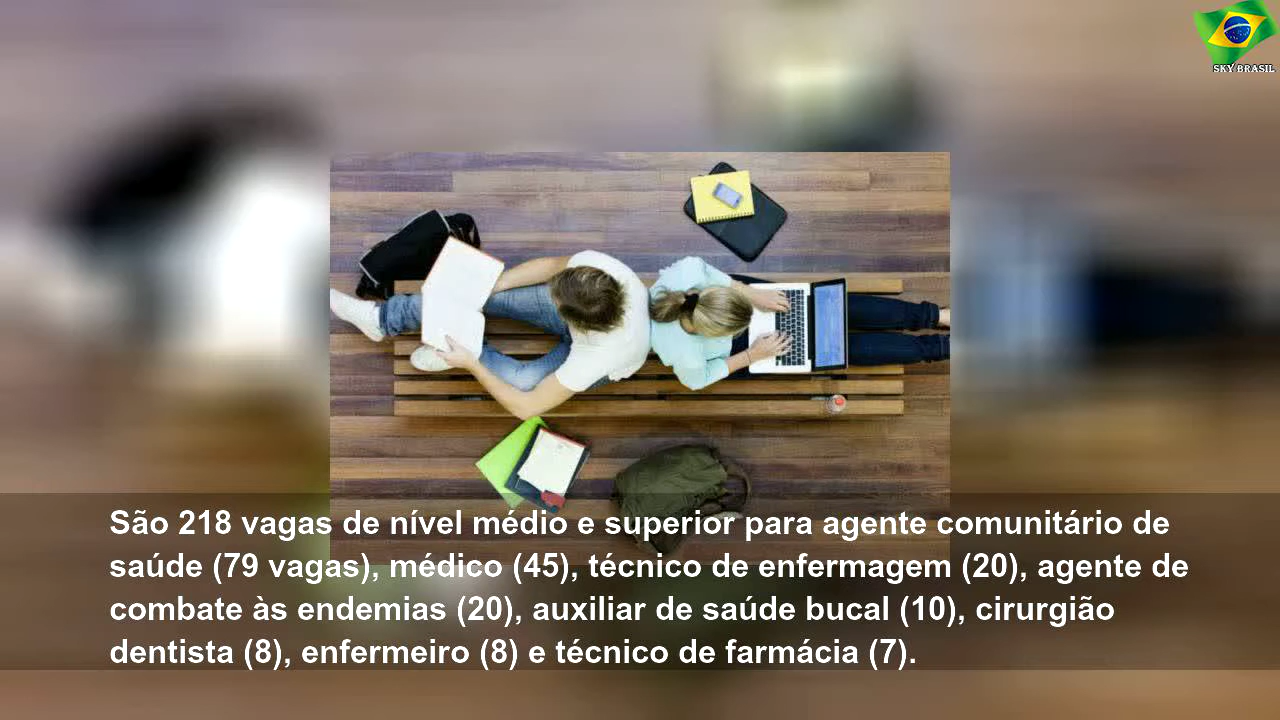 SKY BRASIL
São 218 vagas de nível médio e superior para agente comunitário de
saúde (79 vagas), médico (45), técnico de enfermagem (20), agente de
combate às endemias (20), auxiliar de saúde bucal (10), cirurgião
dentista (8), enfermeiro (8) e técnico de farmácia (7).